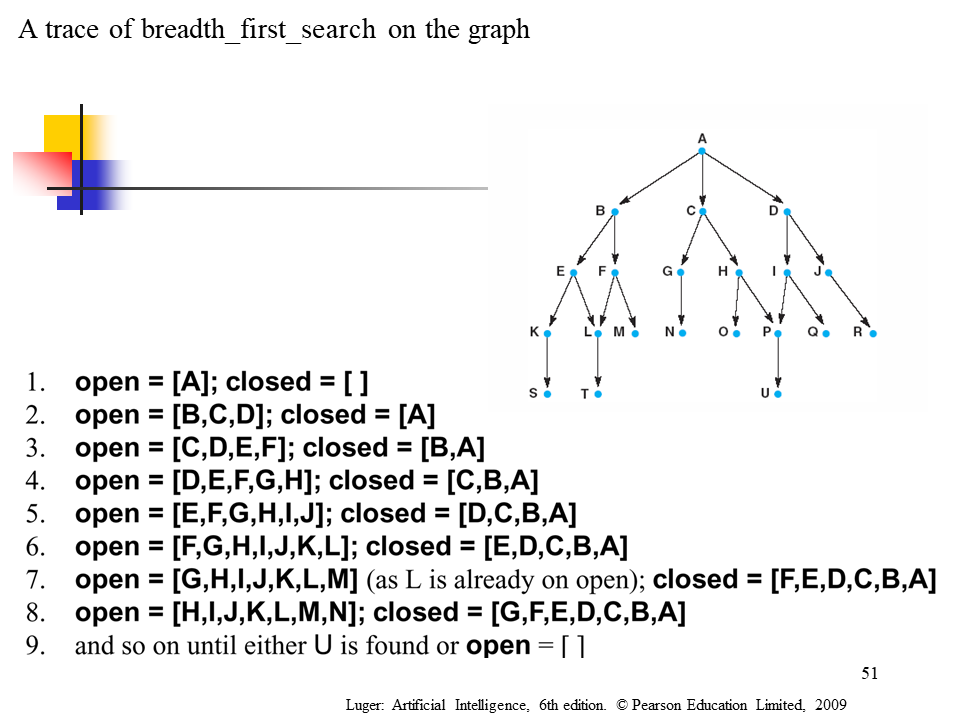 A trace of breadth_first_search on the graph
A
B C D
E F G H I J
K L M N O P Q R
S T U
1. open = [A]; closed = [ ]
2. open = [B,C,D]; closed = [A]
3. open = [C,D,E,F]; closed = [B,A]
4. open = [D,E,F,G,H]; closed = [C,B,A]
5. open = [E,F,G,H,I,J]; closed = [D,C,B,A]
6. open = [F,G,H,I,J,K,L]; closed = [E,D,C,B,A]
7. open = [G,H,I,J,K,L,M] (as L is already on open); closed = [F,E,D,C,B,A]
8. open = [H,I,J,K,L,M,N]; closed = [G,F,E,D,C,B,A]
9. and so on until either U is found or open = [ ]
51
Luger: Artificial Intelligence, 6th edition. © Pearson Education Limited, 2009